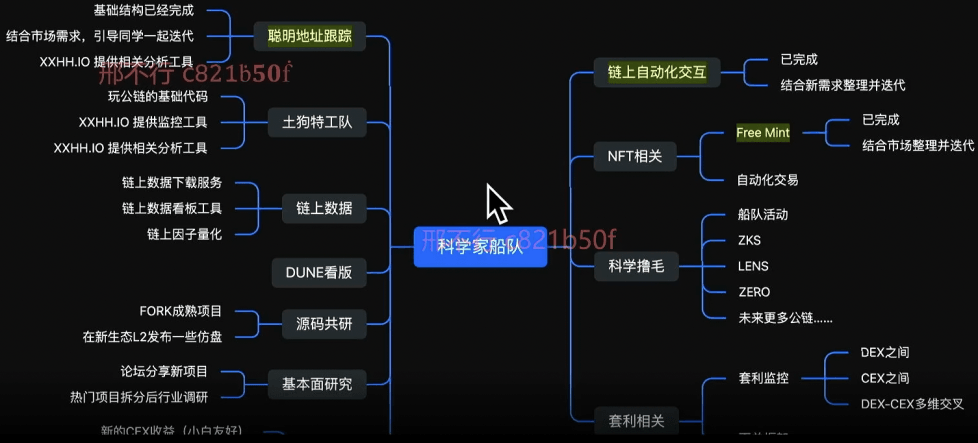 基础结构已经完成
结合市场需求，引导同学一起迭代
XXHH.IO 提供相关分析工具
聪明地址跟踪
邢不行 c821b50f
玩公链的基础代码
XXHH.IO 提供监控工具
XXHH.IO 提供相关分析工具
土狗特工队
链上数据下载服务
链上数据看板工具
链上因子量化
链上数据
DUNE看版
FORK成熟项目
在新生态L2发布一些仿盘
源码共研
论坛分享新项目
热门项目拆分后行业调研
基本面研究
新的CEX收益（小白友好）
科学家船队
邢不行 c821b50f
链上自动化交互
已完成
结合新需求整理并迭代
NFT相关
Free Mint
已完成
结合市场整理并迭代
自动化交易
科学撸毛
船队活动
ZKS
LENS
ZERO
未来更多公链......
套利相关
套利监控
DEX之间
CEX之间
DEX-CEX多维交叉